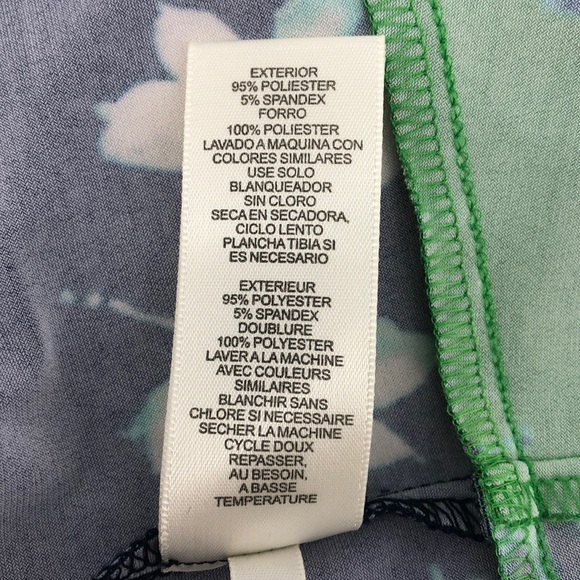 EXTERIOR
95% POLIESTER
5% SPANDEX
FORRO
100% POLIESTER
LAVADO A MAQUINA CON
COLORES SIMILARES
USE SOLO
BLANQUEADOR
SIN CLORO
SECA EN SECADORA,
CICLO LENTO
PLANCHA TIBIA SI
ES NECESARIO
EXTERIEUR
95% POLYESTER
5% SPANDEX
DOUBLURE
100% POLYESTER
LAVER A LA MACHINE
AVEC COULEURS
SIMILAIRES
BLANCHIR SANS
CHLORE SI NECESSAIRE
SECHER LA MACHINE
CYCLE DOUX
REPASSER,
AU BESOIN,
A BASSE
TEMPERATURE